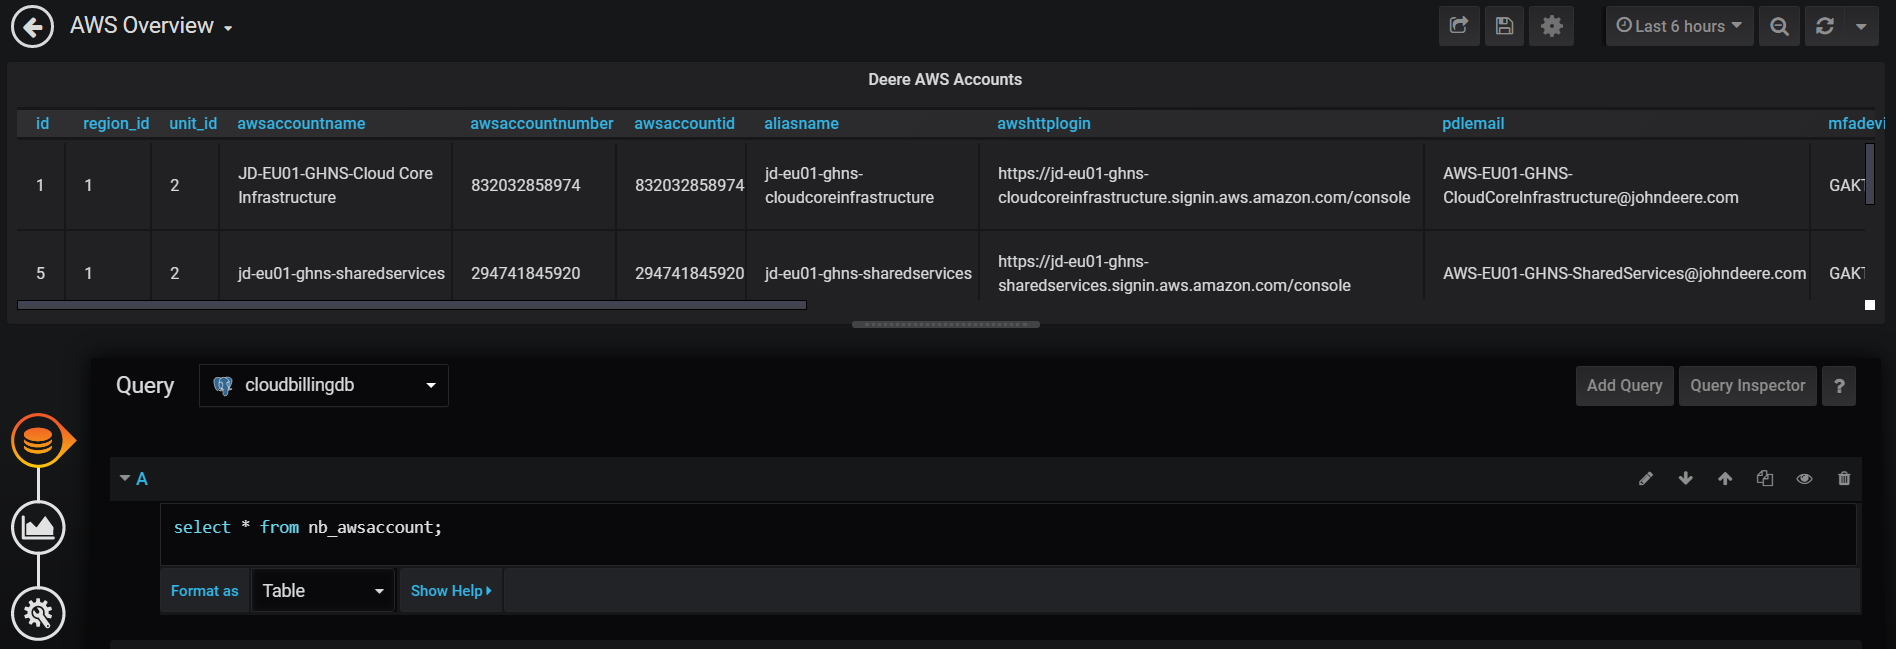 AWS Overview
Last 6 hours
Deere AWS Accounts
id region_id unit_id awsaccountname awsaccountnumber awsaccountid aliasname awshttplogin pdlemail mfadevi
1 1 2 JD-EU01-GHNS-Cloud Core Infrastructure 832032858974 832032858974 jd-eu01-ghns-cloudcoreinfrastructure https://jd-eu01-ghns-cloudcoreinfrastructure.signin.aws.amazon.com/console AWS-EU01-GHNS-CloudCoreInfrastructure@johndeere.com GAKT
5 1 2 jd-eu01-ghns-sharedservices 294741845920 294741845920 jd-eu01-ghns-sharedservices https://jd-eu01-ghns-sharedservices.signin.aws.amazon.com/console AWS-EU01-GHNS-SharedServices@johndeere.com GAKT
Query cloudbillingdb Add Query Query Inspector ?
A
select * from nb_awsaccount;
Format as Table Show Help